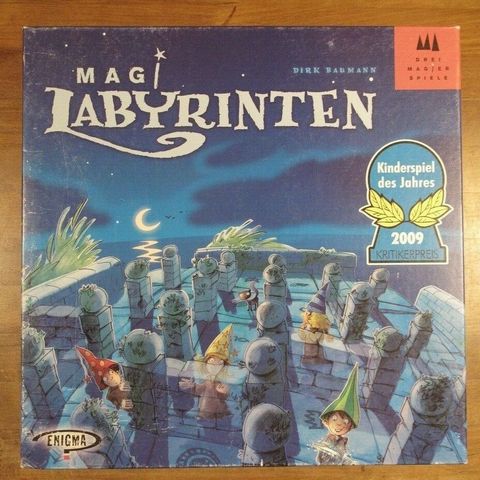 MAGI
LABYRINTEN
DIRK BAUMANN
DREI
MAGIER
SPIELE
Kinderspiel
des Jahres
2009
KRITIKERPREIS
ENIGMA